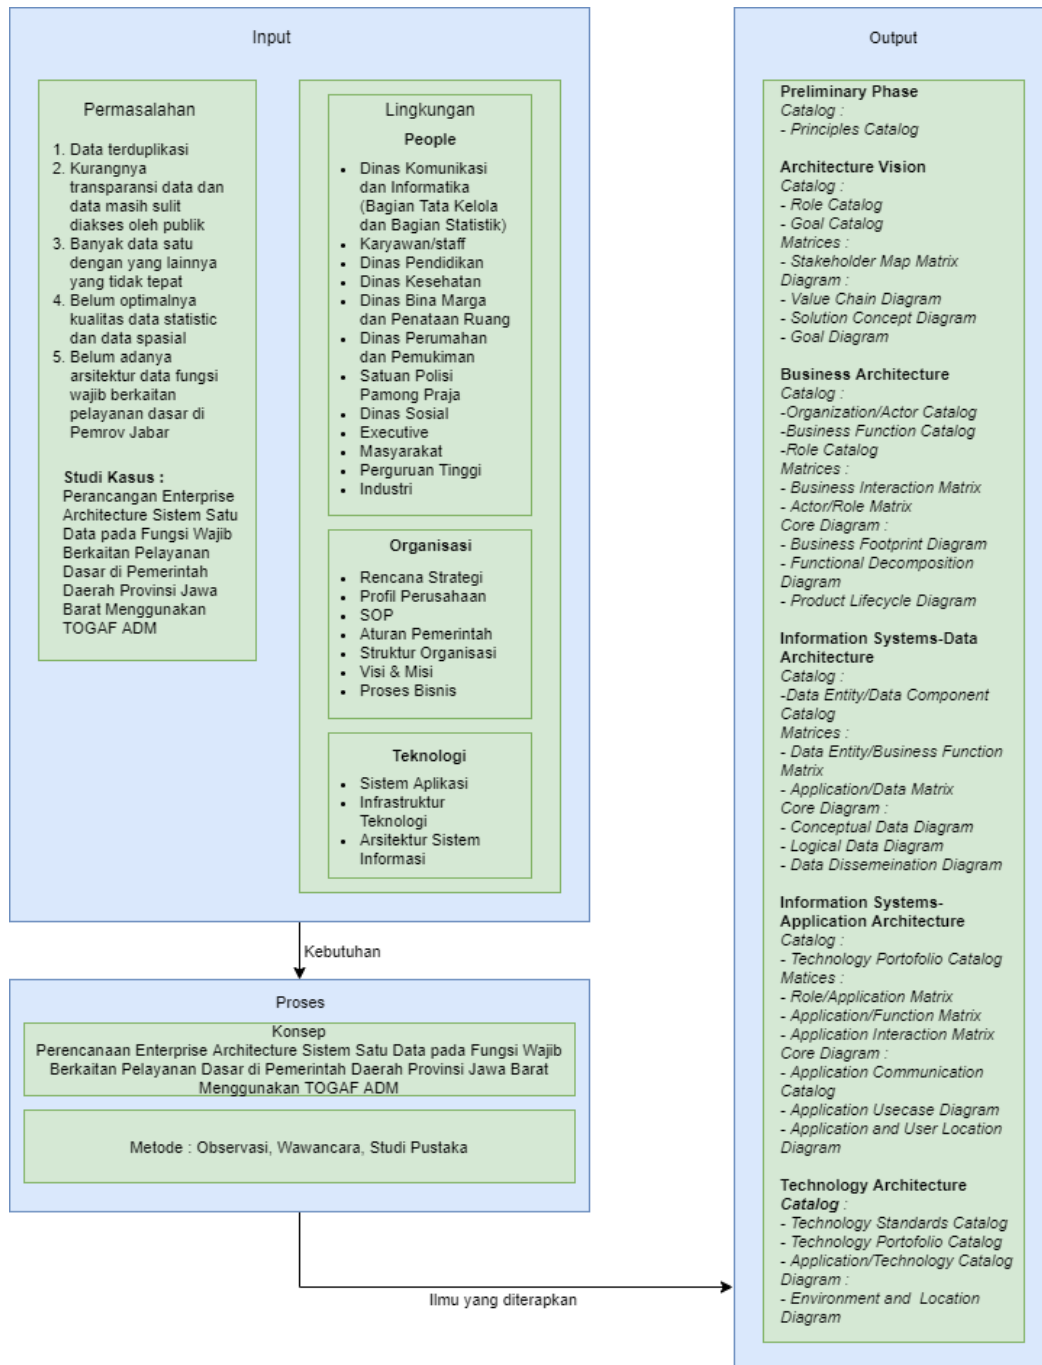 Input
Permasalahan
1. Data terduplikasi
2. Kurangnya
transparansi data dan
data masih sulit
diakses oleh publik
3. Banyak data satu
dengan yang lainnya
yang tidak tepat
4. Belum optimalnya
kualitas data statistic
dan data spasial
5. Belum adanya
arsitektur data fungsi
wajib berkaitan
pelayanan dasar di
Pemrov Jabar
Studi Kasus :
Perancangan Enterprise
Architecture Sistem Satu
Data pada Fungsi Wajib
Berkaitan Pelayanan
Dasar di Pemerintah
Daerah Provinsi Jawa
Barat Menggunakan
TOGAF ADM
Lingkungan
People
• Dinas Komunikasi
dan Informatika
(Bagian Tata Kelola
dan Bagian Statistik)
• Karyawan/staff
• Dinas Pendidikan
• Dinas Kesehatan
• Dinas Bina Marga
dan Penataan Ruang
• Dinas Perumahan
dan Pemukiman
• Satuan Polisi
Pamong Praja
• Dinas Sosial
• Executive
• Masyarakat
• Perguruan Tinggi
• Industri
Organisasi
• Rencana Strategi
• Profil Perusahaan
• SOP
• Aturan Pemerintah
• Struktur Organisasi
• Visi & Misi
• Proses Bisnis
Teknologi
• Sistem Aplikasi
• Infrastruktur
Teknologi
• Arsitektur Sistem
Informasi
Kebutuhan
Proses
Konsep
Perencanaan Enterprise Architecture Sistem Satu Data pada Fungsi Wajib
Berkaitan Pelayanan Dasar di Pemerintah Daerah Provinsi Jawa Barat
Menggunakan TOGAF ADM
Metode : Observasi, Wawancara, Studi Pustaka
Ilmu yang diterapkan
Output
Preliminary Phase
Catalog :
- Principles Catalog
Architecture Vision
Catalog :
- Role Catalog
- Goal Catalog
Matrices :
- Stakeholder Map Matrix
Diagram :
- Value Chain Diagram
- Solution Concept Diagram
- Goal Diagram
Business Architecture
Catalog :
-Organization/Actor Catalog
-Business Function Catalog
-Role Catalog
Matrices :
- Business Interaction Matrix
- Actor/Role Matrix
Core Diagram :
- Business Footprint Diagram
- Functional Decomposition
Diagram
- Product Lifecycle Diagram
Information Systems-Data
Architecture
Catalog :
-Data Entity/Data Component
Catalog
Matrices :
- Data Entity/Business Function
Matrix
- Application/Data Matrix
Core Diagram :
- Conceptual Data Diagram
- Logical Data Diagram
- Data Dissemeination Diagram
Information Systems-
Application Architecture
Catalog :
- Technology Portofolio Catalog
Matices :
- Role/Application Matrix
- Application/Function Matrix
- Application Interaction Matrix
Core Diagram :
- Application Communication
Catalog
- Application Usecase Diagram
- Application and User Location
Diagram
Technology Architecture
Catalog :
- Technology Standards Catalog
- Technology Portofolio Catalog
- Application/Technology Catalog
Diagram :
- Environment and Location
Diagram